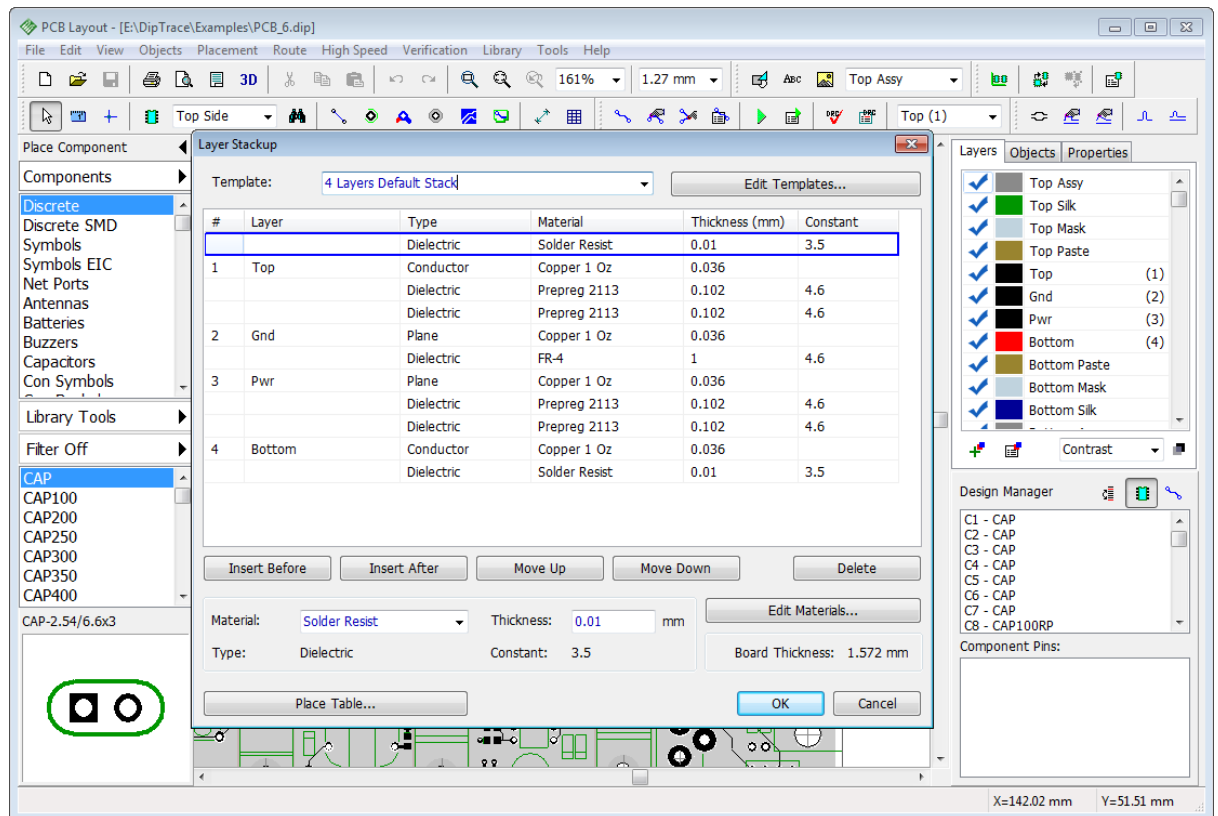 PCB Layout - [E:\DipTrace\Examples\PCB_6.dip]
File Edit View Objects Placement Route High Speed Verification Library Tools Help
3D 161% 1.27 mm ABC Top Assy
Top Side Top (1)
Place Component
Components
Discrete
Discrete SMD
Symbols
Symbols EIC
Net Ports
Antennas
Batteries
Buzzers
Capacitors
Con Symbols
Library Tools
Filter Off
CAP
CAP100
CAP200
CAP250
CAP300
CAP350
CAP400
CAP-2.54/6.6x3
Layer Stackup
Template: 4 Layers Default Stack Edit Templates...
# Layer Type Material Thickness (mm) Constant
Dielectric Solder Resist 0.01 3.5
1 Top Conductor Copper 1 Oz 0.036
Dielectric Prepreg 2113 0.102 4.6
Dielectric Prepreg 2113 0.102 4.6
2 Gnd Plane Copper 1 Oz 0.036
Dielectric FR-4 1 4.6
3 Pwr Plane Copper 1 Oz 0.036
Dielectric Prepreg 2113 0.102 4.6
Dielectric Prepreg 2113 0.102 4.6
4 Bottom Conductor Copper 1 Oz 0.036
Dielectric Solder Resist 0.01 3.5
Insert Before Insert After Move Up Move Down Delete
Material: Solder Resist Thickness: 0.01 mm Edit Materials...
Type: Dielectric Constant: 3.5 Board Thickness: 1.572 mm
Place Table... OK Cancel
Layers Objects Properties
Top Assy
Top Silk
Top Mask
Top Paste
Top (1)
Gnd (2)
Pwr (3)
Bottom (4)
Bottom Paste
Bottom Mask
Bottom Silk
Contrast
Design Manager
C1 - CAP
C2 - CAP
C3 - CAP
C4 - CAP
C5 - CAP
C6 - CAP
C7 - CAP
C8 - CAP100RP
Component Pins:
X=142.02 mm Y=51.51 mm